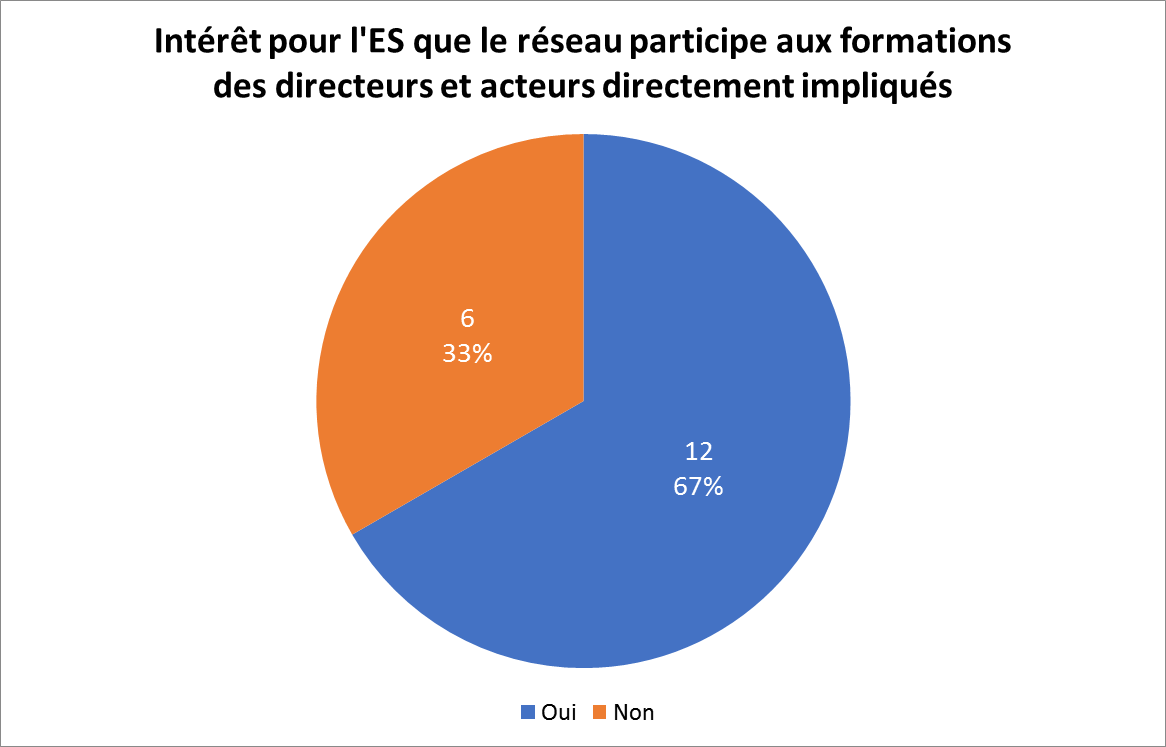 Intérêt pour l'ES que le réseau participe aux formations
des directeurs et acteurs directement impliqués
6
33%
12
67%
Oui Non